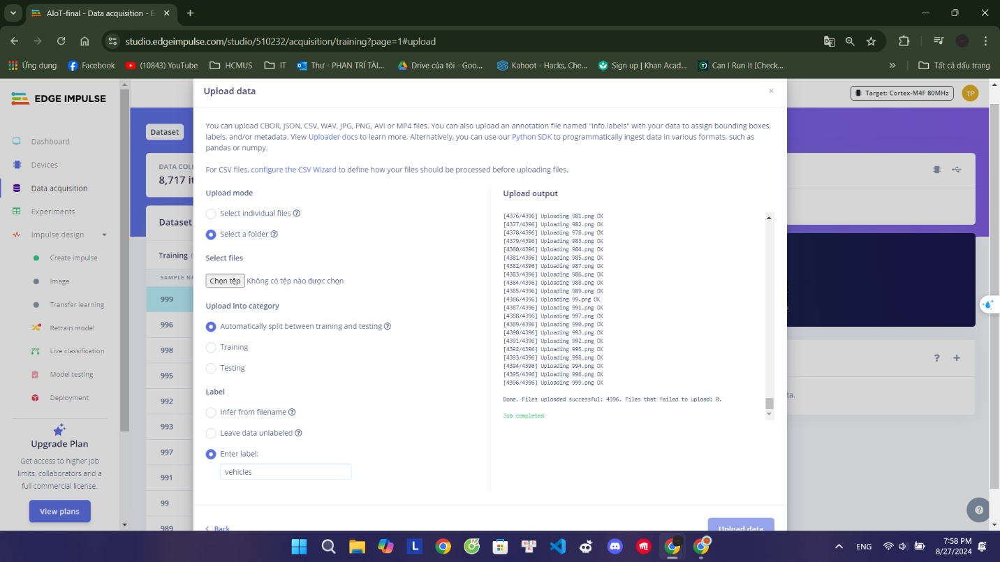 AIoT-final - Data acquisition - E
studio.edgeimpulse.com/studio/510232/acquisition/training?page=1#upload
Ứng dụng
Facebook
(10843) YouTube
HCMUS
IT
Thư - PHAN TRÍ TÀI...
Drive của tôi - Goo...
Kahoot - Hacks, Che...
Sign up | Khan Acad...
Can I Run It [Check...
Tất cả dấu trang
EDGE IMPULSE
Dashboard
Devices
Data acquisition
Experiments
Impulse design
Create impulse
Image
Transfer learning
Retrain model
Live classification
Model testing
Deployment
Upgrade Plan
Get access to higher job
limits, collaborators and a
full commercial license.
View plans
Dataset
DATA COLL
8,717 it
Dataset
Training
SAMPLE NA
999
996
998
995
992
993
997
991
99
989
Target: Cortex-M4F 80MHz
TP
ta.
Upload data
You can upload CBOR, JSON, CSV, WAV, JPG, PNG, AVI or MP4 files. You can also upload an annotation file named "info.labels" with your data to assign bounding boxes,
labels, and/or metadata. View Uploader docs to learn more. Alternatively, you can use our Python SDK to programmatically ingest data in various formats, such as
pandas or numpy.
For CSV files, configure the CSV Wizard to define how your files should be processed before uploading files.
Upload mode
Select individual files
Select a folder
Select files
Chọn tệp Không có tệp nào được chọn
Upload into category
Automatically split between training and testing
Training
Testing
Label
Infer from filename
Leave data unlabeled
Enter label:
vehicles
Back
Upload data
Upload output
[4376/4396] Uploading 981.png OK
[4377/4396] Uploading 982.png OK
[4378/4396] Uploading 978.png OK
[4379/4396] Uploading 983.png OK
[4380/4396] Uploading 984.png OK
[4381/4396] Uploading 985.png OK
[4382/4396] Uploading 987.png OK
[4383/4396] Uploading 986.png OK
[4384/4396] Uploading 988.png OK
[4385/4396] Uploading 989.png OK
[4386/4396] Uploading 99.png OK
[4387/4396] Uploading 991.png OK
[4388/4396] Uploading 997.png OK
[4389/4396] Uploading 990.png OK
[4390/4396] Uploading 993.png OK
[4391/4396] Uploading 992.png OK
[4392/4396] Uploading 995.png OK
[4393/4396] Uploading 998.png OK
[4394/4396] Uploading 994.png OK
[4395/4396] Uploading 996.png OK
[4396/4396] Uploading 999.png OK
Done. Files uploaded successful: 4396. Files that failed to upload: 0.
Job completed
ENG
7:58 PM
8/27/2024